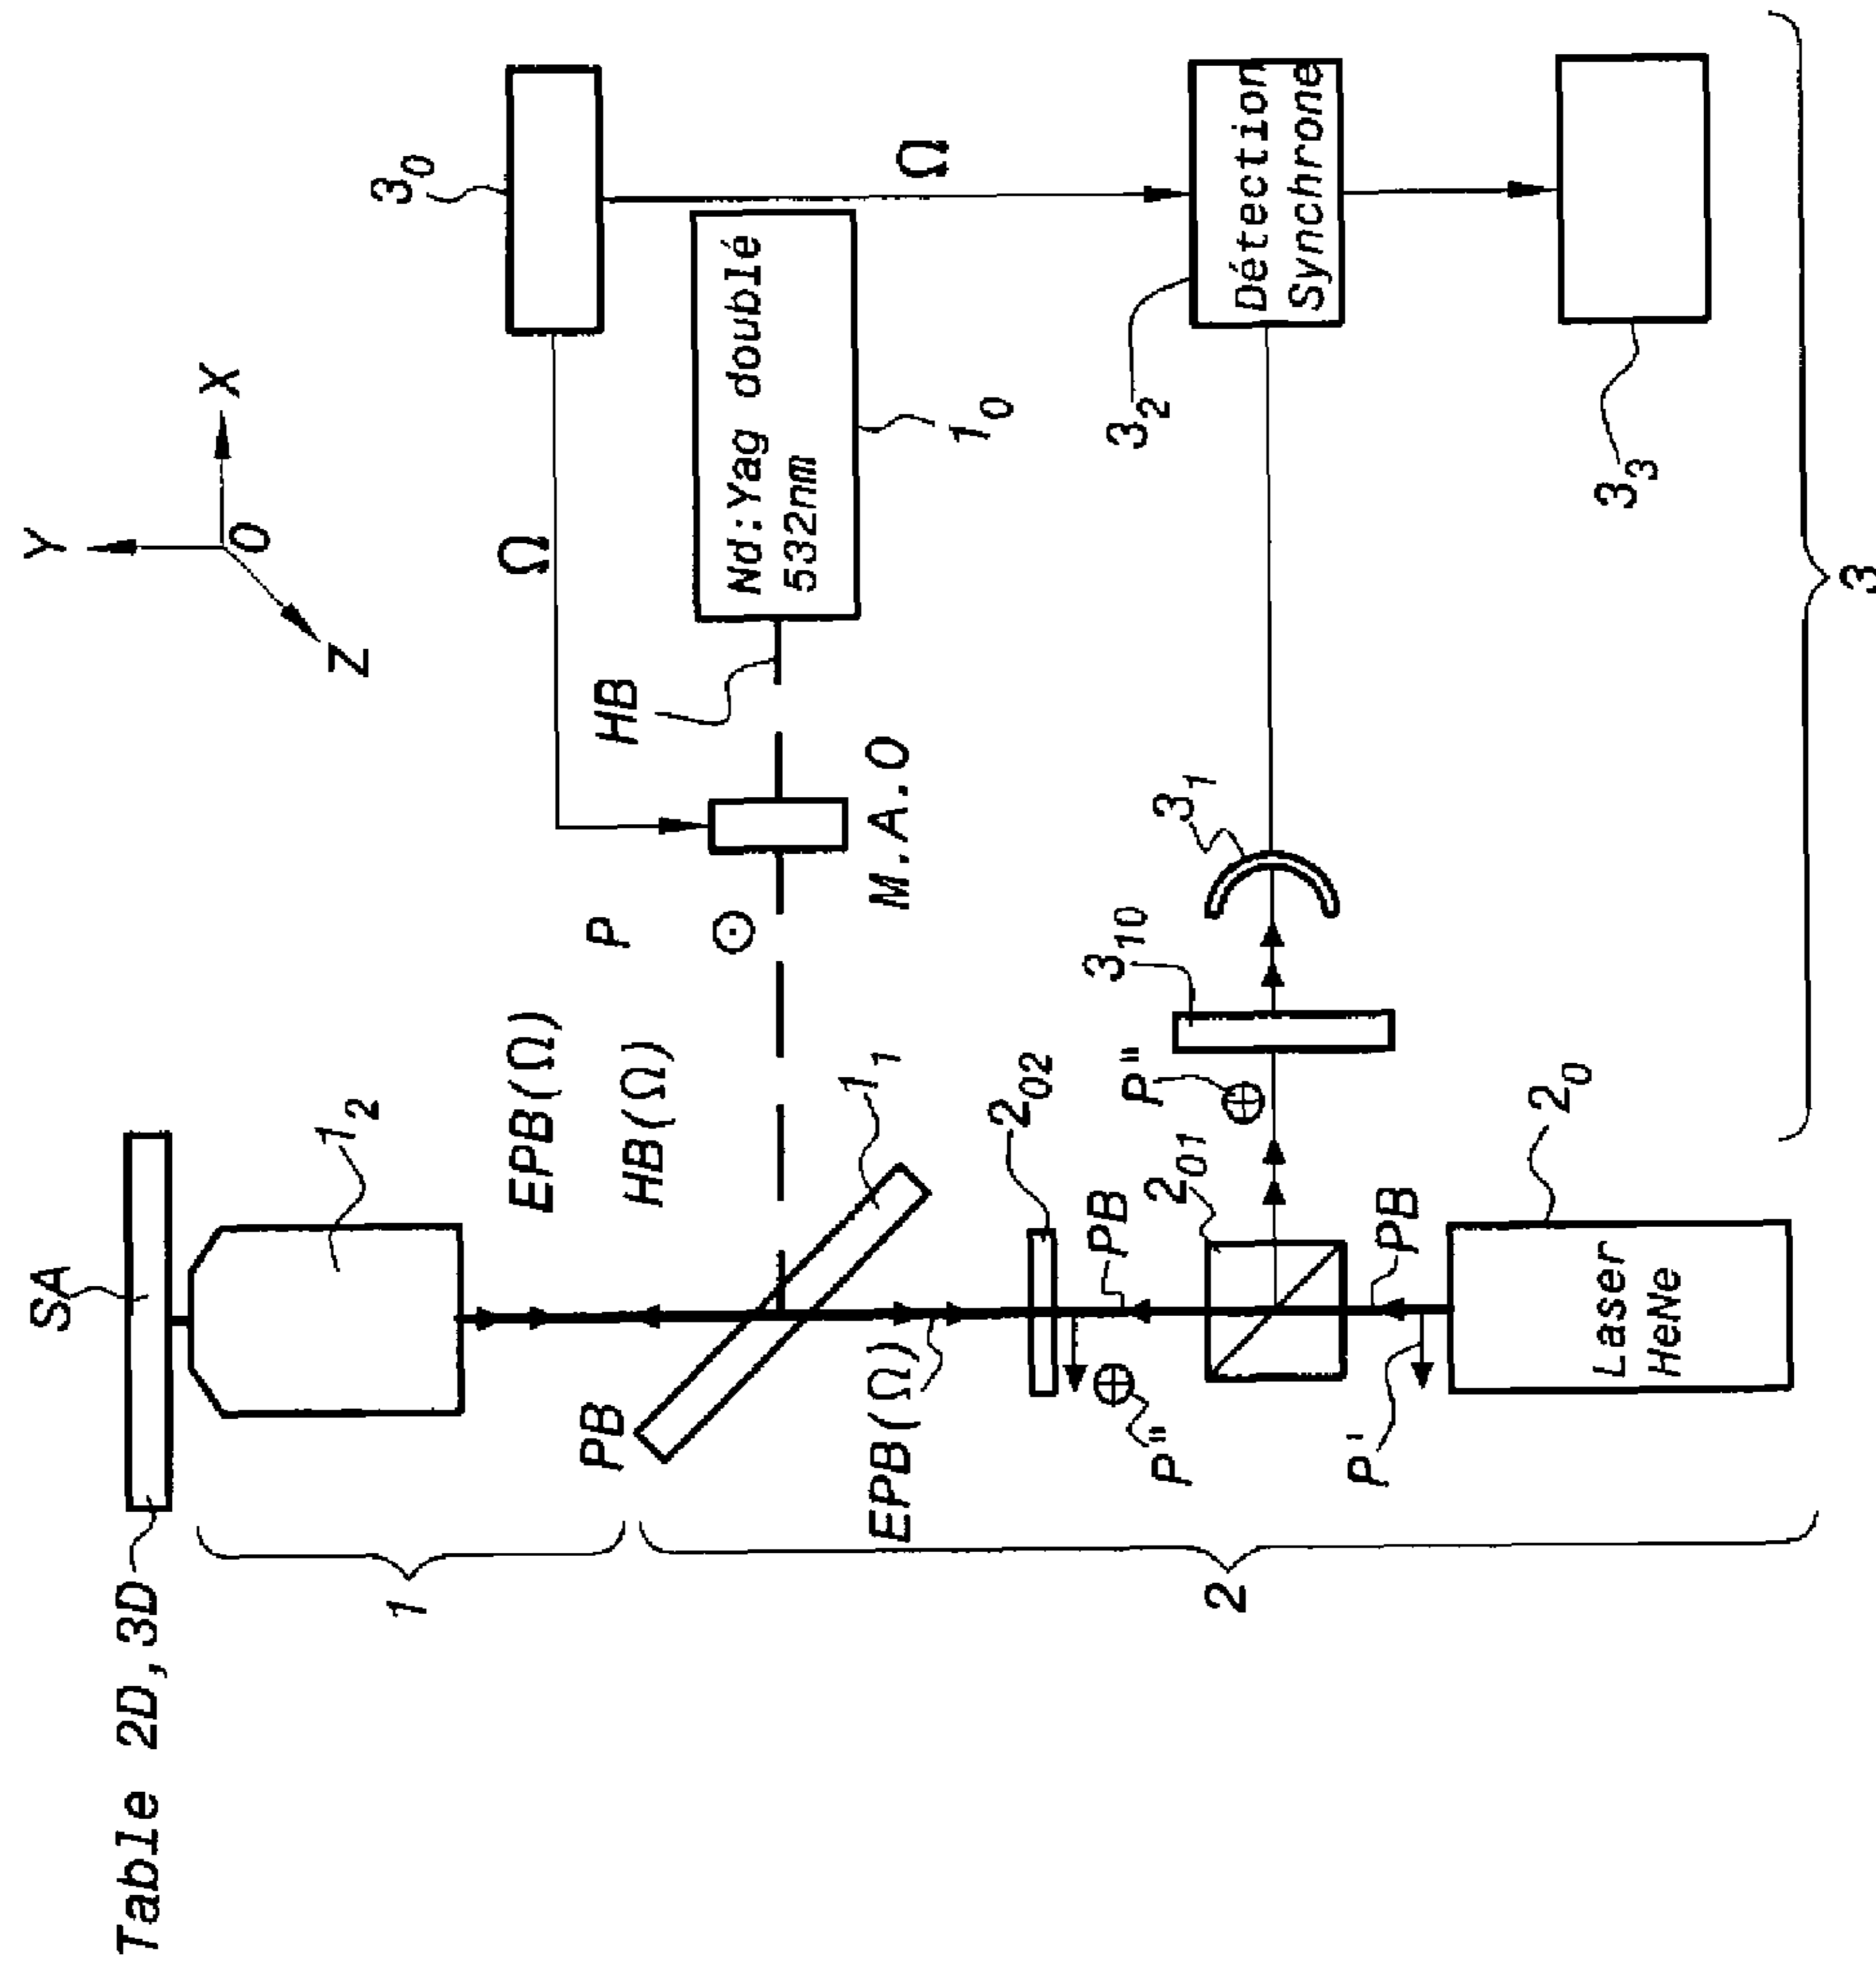 Table 2D, 3D
SA
1₂
1
EPB(Ω)
HB(Ω)
PB
1₁
EPB(Ω)
2₀₂
PB
P"
2₀₁
P"
PB
P'
2₀
Laser
HeNe
2
Y
X
O
Z
3₀
Ω
Ω
HB
Nd:Yag doublé
532nm
1₀
P
M.A.O
3₁₀
3₁
3₂
Détection
Synchrone
3₃
3